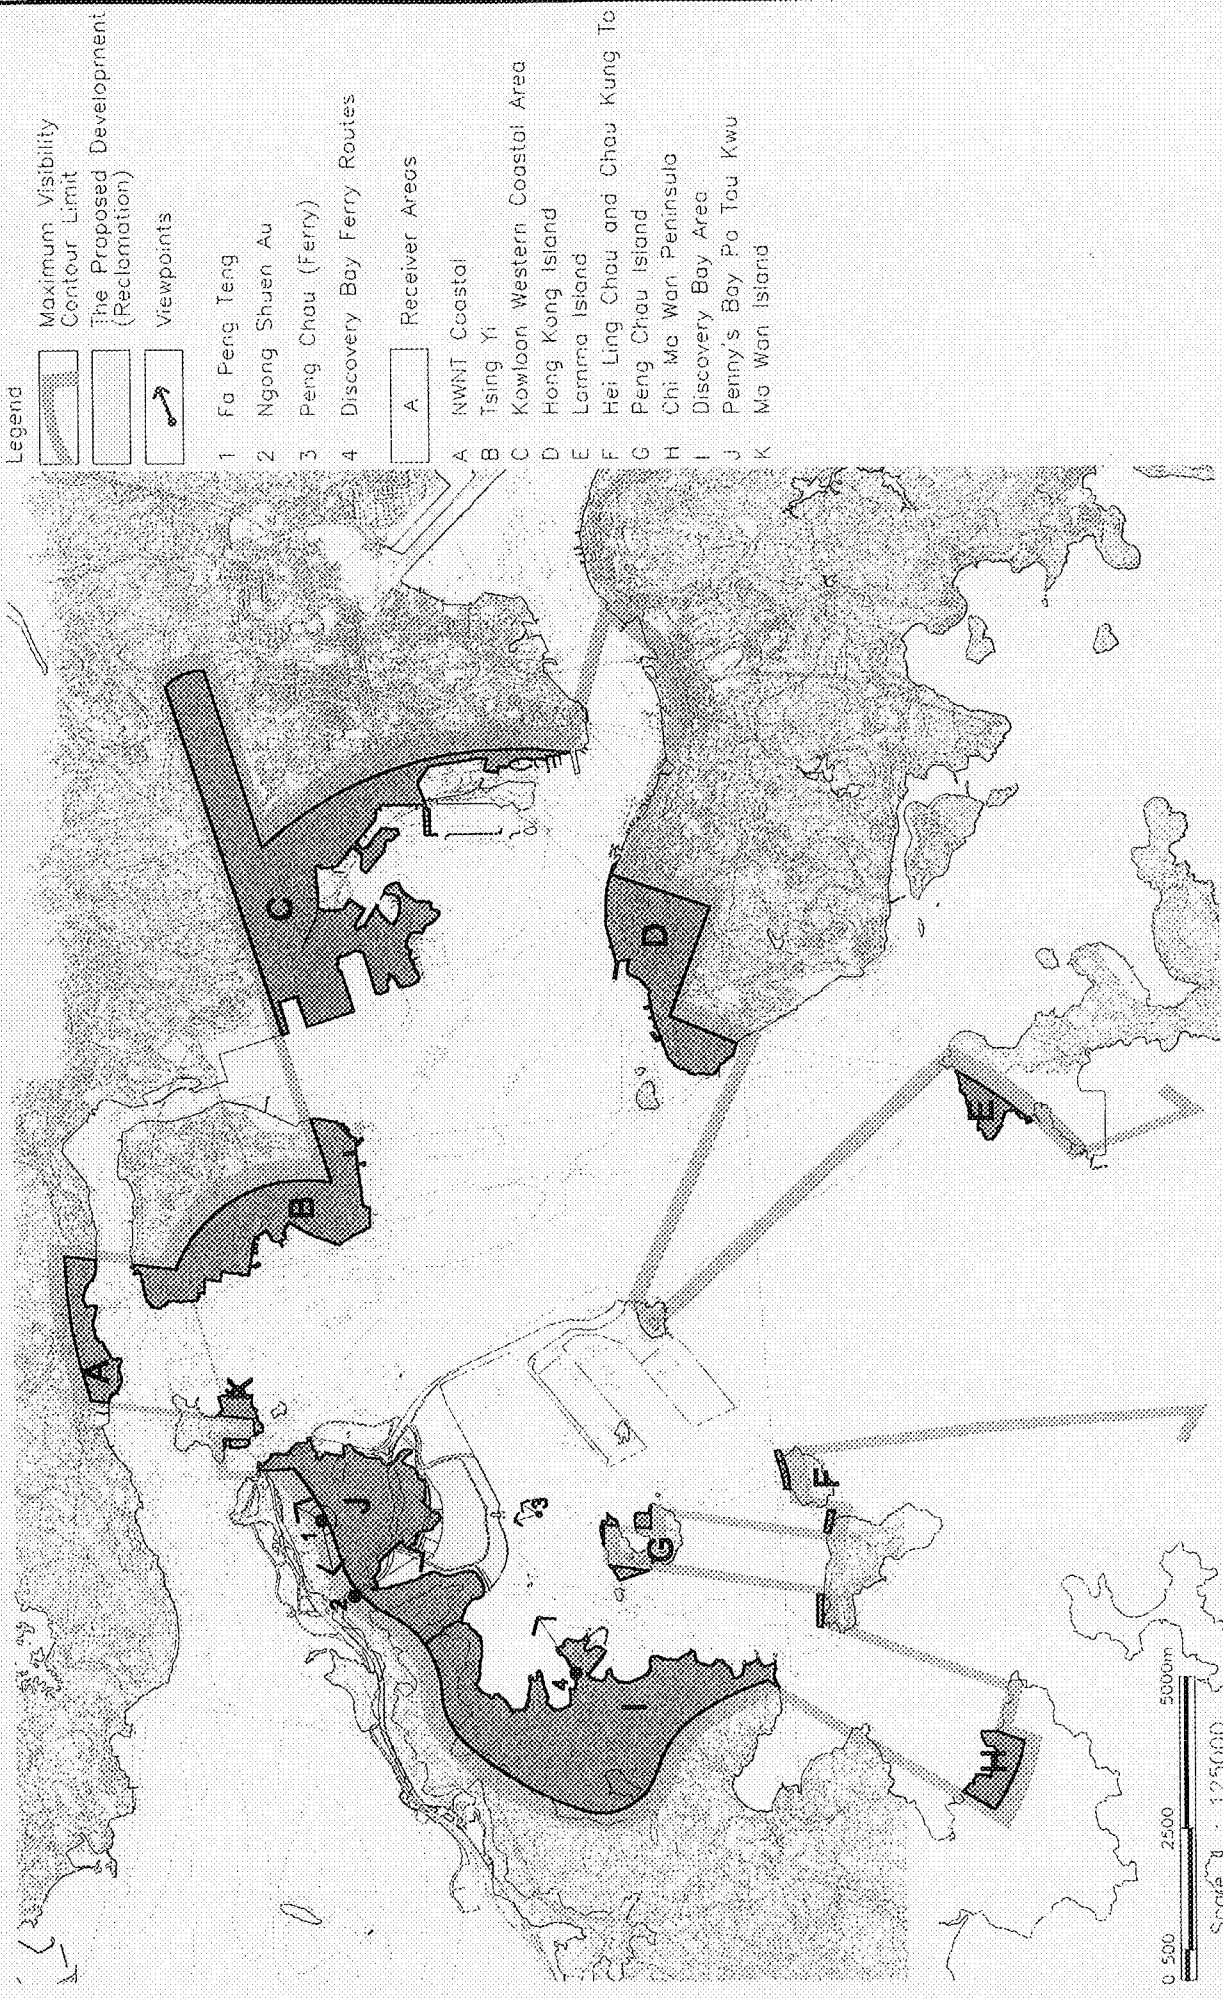 Legend
Maximum Visibility
Contour Limit
The Proposed Development
(Reclamation)
Viewpoints
1 Fa Peng Teng
2 Ngong Shuen Au
3 Peng Chau (Ferry)
4 Discovery Bay Ferry Routes
A Receiver Areas
A NWNT Coastal
B Tsing Yi
C Kowloon Western Coastal Area
D Hong Kong Island
E Lamma Island
F Hei Ling Chau and Chau Kung To
G Peng Chau Island
H Chi Ma Wan Peninsula
I Discovery Bay Area
J Penny's Bay Pa Tau Kwu
K Ma Wan Island
A
B
C
D
E
F
G
H
I
J
K
1
2
3
4
0 500 2500 5000m